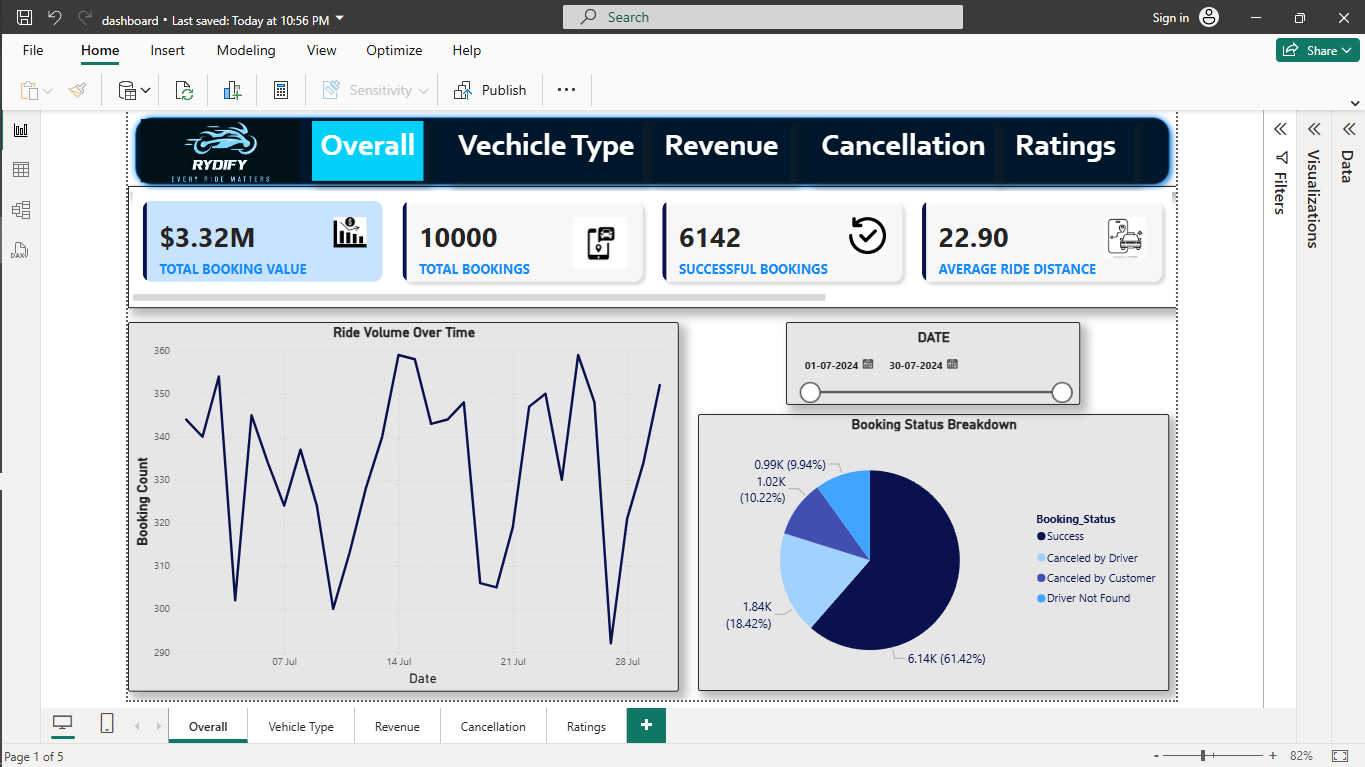 dashboard • Last saved: Today at 10:56 PM
Search
Sign in
File Home Insert Modeling View Optimize Help
Share
Sensitivity
Publish
RYDIFY
EVERY RIDE MATTERS
Overall Vechicle Type Revenue Cancellation Ratings
$3.32M
TOTAL BOOKING VALUE
10000
TOTAL BOOKINGS
6142
SUCCESSFUL BOOKINGS
22.90
AVERAGE RIDE DISTANCE
Ride Volume Over Time
Booking Count
360
350
340
330
320
310
300
290
07 Jul 14 Jul 21 Jul 28 Jul
Date
DATE
01-07-2024 30-07-2024
Booking Status Breakdown
0.99K (9.94%)
1.02K
(10.22%)
1.84K
(18.42%)
6.14K (61.42%)
Booking_Status
Success
Canceled by Driver
Canceled by Customer
Driver Not Found
Filters
Visualizations
Data
DAX
Overall Vehicle Type Revenue Cancellation Ratings +
Page 1 of 5
- + 82%